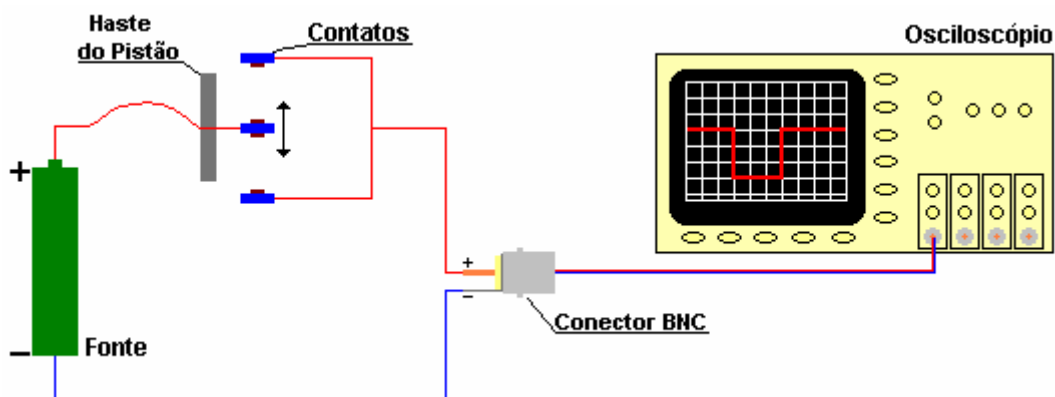 Haste
do Pistão
Contatos
Osciloscópio
+
+
−
Conector BNC
−
Fonte